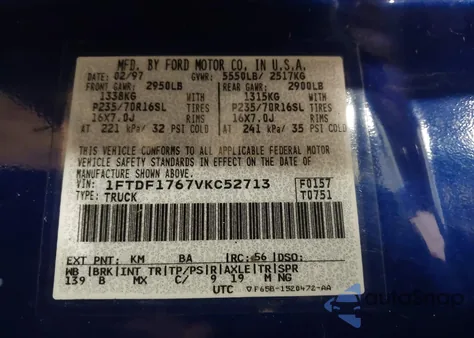 MFD. BY FORD MOTOR CO. IN U.S.A.
DATE: 02/97 GVWR: 5550LB/ 2517KG
FRONT GAWR: 2950LB REAR GAWR: 2900LB
1338KG WITH 1315KG WITH
P235/70R16SL TIRES P235/70R16SL TIRES
16X7.0J RIMS 16X7.0J RIMS
AT 221 kPa/ 32 PSI COLD AT 241 kPa/ 35 PSI COLD
THIS VEHICLE CONFORMS TO ALL APPLICABLE FEDERAL MOTOR
VEHICLE SAFETY STANDARDS IN EFFECT ON THE DATE OF
MANUFACTURE SHOWN ABOVE.
VIN: 1FTDF1767VKC52713 F0157
TYPE: TRUCK T0751
EXT PNT: KM BA RC: 56 DSO:
WB BRK INT TR TP/PS R AXLE TR SPR
139 B MX C/ 9 19 M NG
UTC F65B-1520472-AA
autoSnap